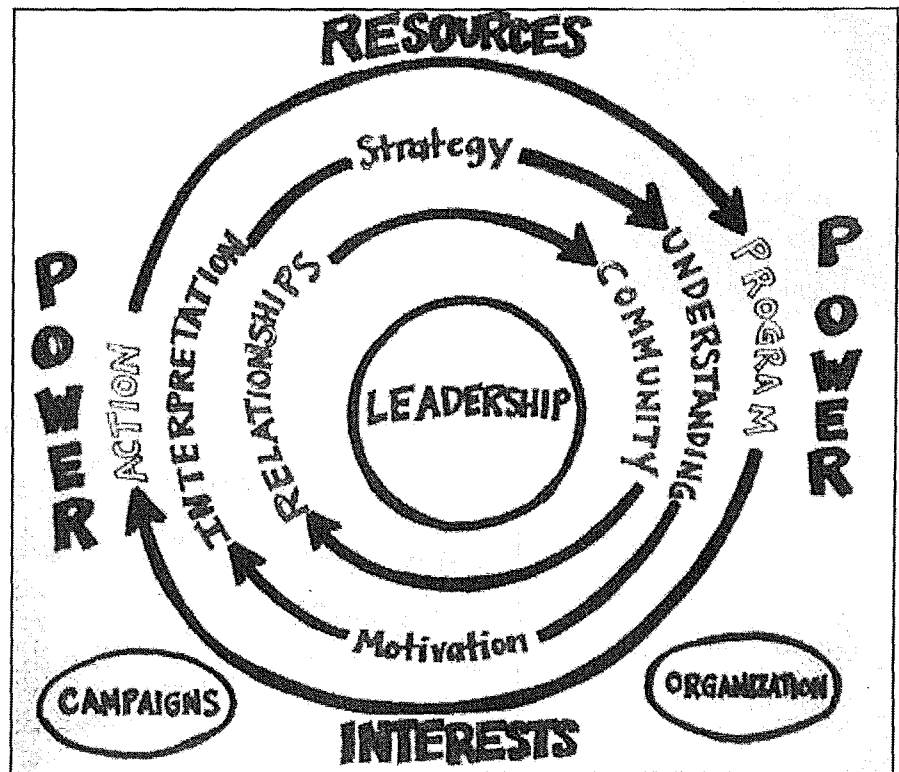 RESOURCES
Strategy
POWER
ACTION
INTERPRETATION
RELATIONSHIPS
LEADERSHIP
COMMUNITY
UNDERSTANDING
PROGRAM
POWER
Motivation
CAMPAIGNS
ORGANIZATION
INTERESTS